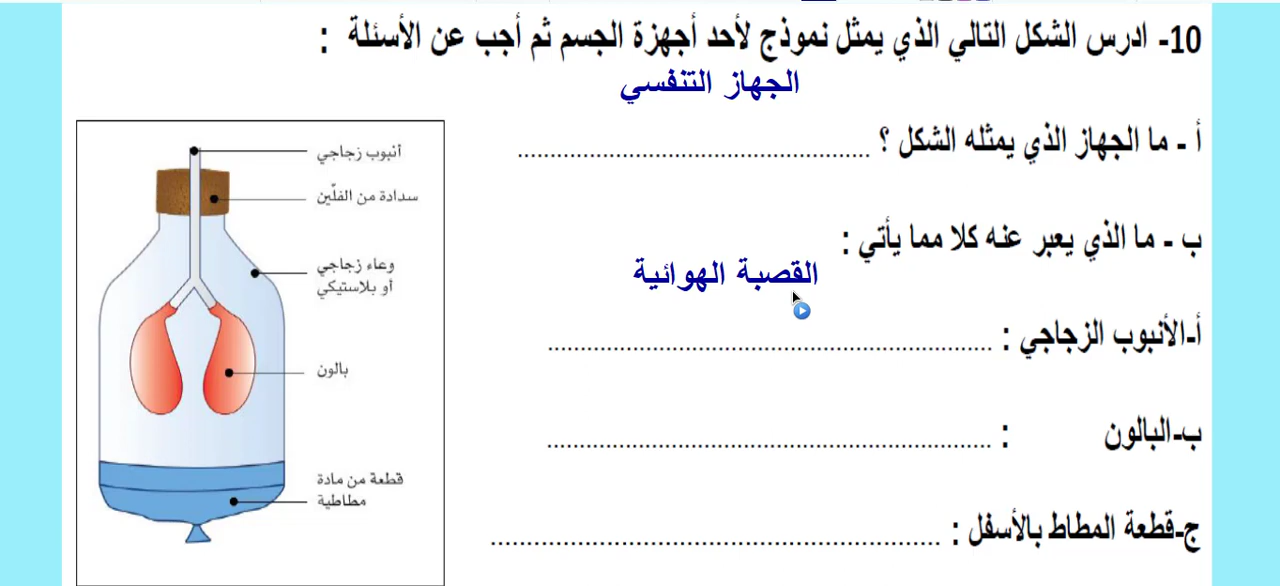 10- ادرس الشكل التالي الذي يمثل نموذج لأحد أجهزة الجسم ثم أجب عن الأسئلة :
الجهاز التنفسي
أ - ما الجهاز الذي يمثله الشكل ؟ ......................................................
ب - ما الذي يعبر عنه كلا مما يأتي :
القصبة الهوائية
أ-الأنبوب الزجاجي : ....................................................................
ب-البالون : ....................................................................
ج-قطعة المطاط بالأسفل : ................................................................
أنبوب زجاجي
سدادة من الفلّين
وعاء زجاجي
أو بلاستيكي
بالون
قطعة من مادة
مطاطية